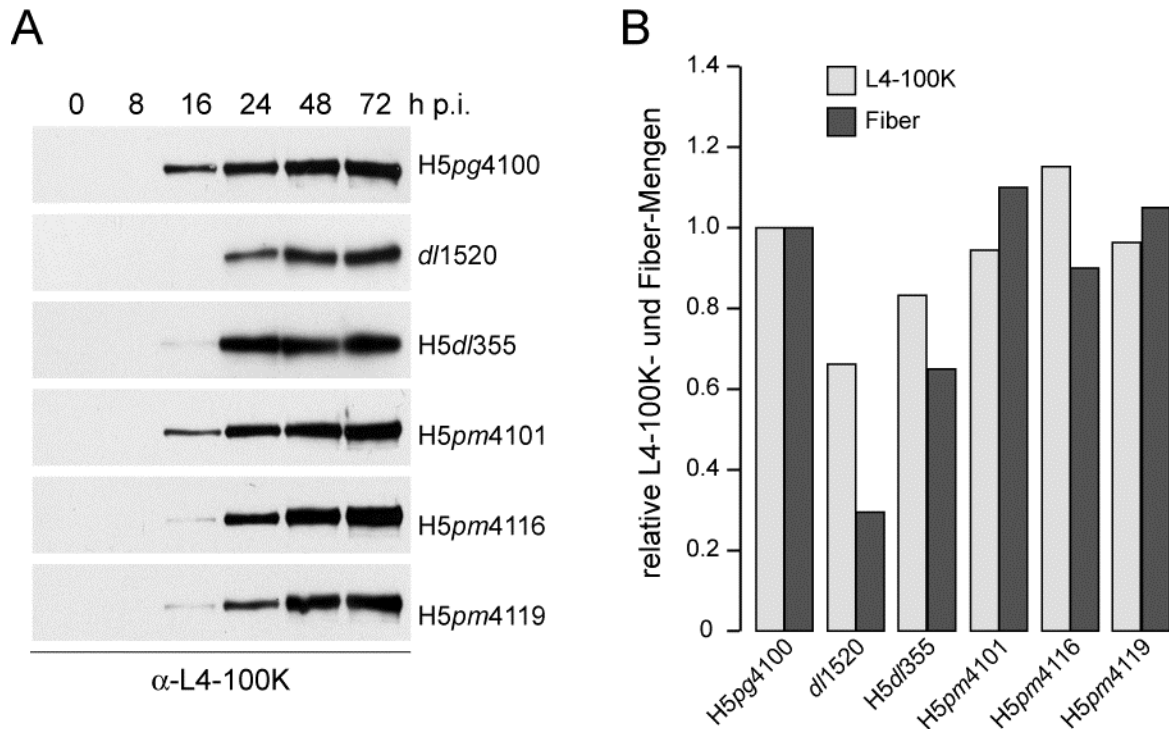 A
0 8 16 24 48 72 h p.i.
H5pg4100
dl1520
H5dl355
H5pm4101
H5pm4116
H5pm4119
α-L4-100K
B
relative L4-100K- und Fiber-Mengen
1.4
1.2
1.0
0.8
0.6
0.4
0.2
0
L4-100K
Fiber
H5pg4100
dl1520
H5dl355
H5pm4101
H5pm4116
H5pm4119